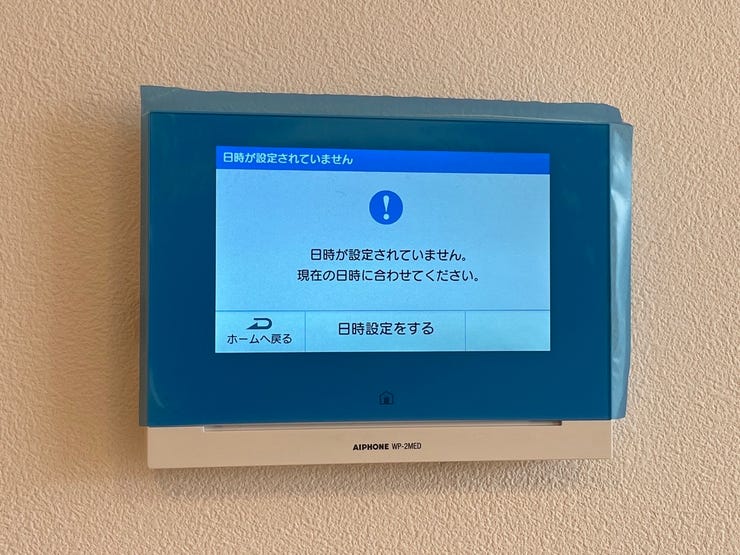 日時が設定されていません
日時が設定されていません。
現在の日時に合わせてください。
ホームへ戻る
日時設定をする
AIPHONE WP-2MED